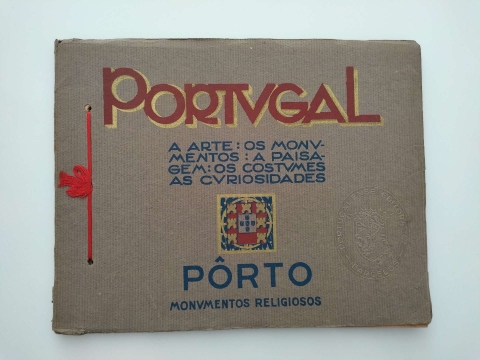 PORTVGAL
A ARTE : OS MONV-
MENTOS : A PAISA-
GEM : OS COSTVMES
AS CVRIOSIDADES
PÔRTO
MONVMENTOS RELIGIOSOS